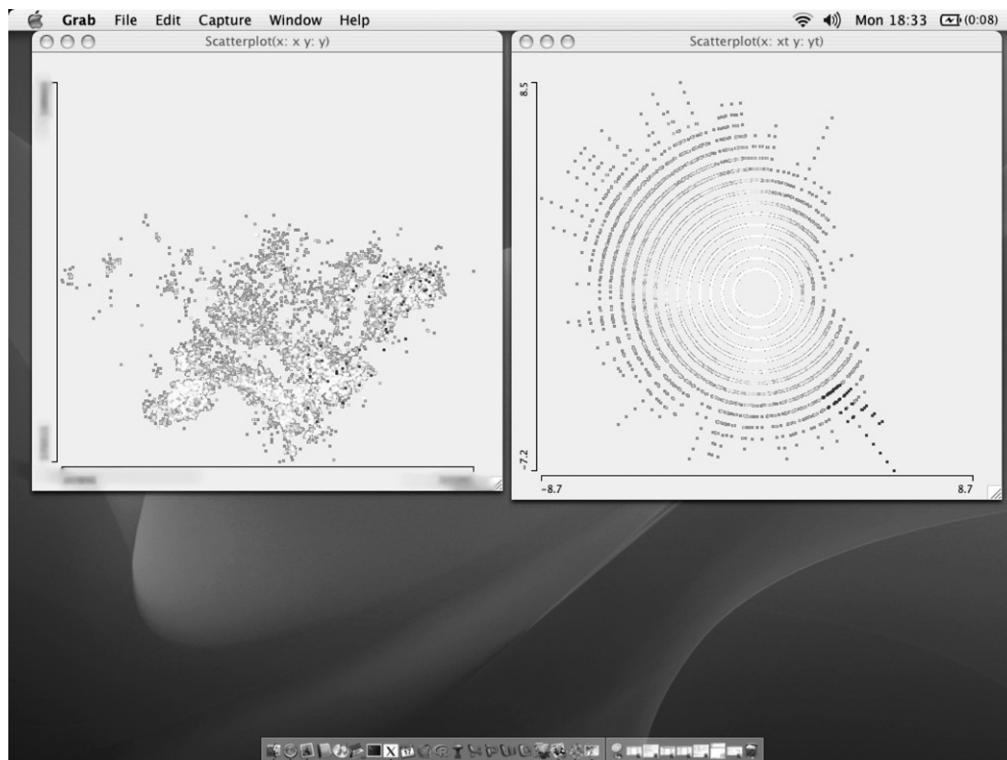 Grab File Edit Capture Window Help Mon 18:33 (0:08)
Scatterplot(x: x y: y)
Scatterplot(x: xt y: yt)
8.5
-7.2
-8.7 8.7